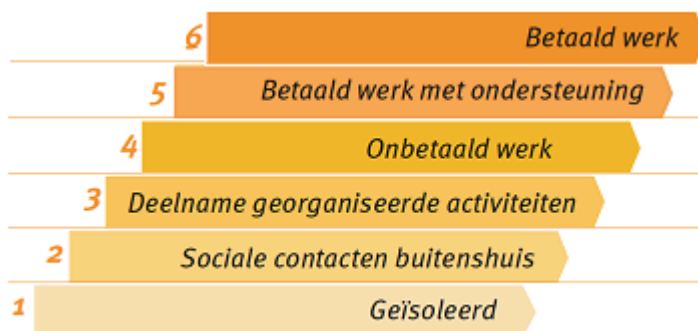 6 Betaald werk
5 Betaald werk met ondersteuning
4 Onbetaald werk
3 Deelname georganiseerde activiteiten
2 Sociale contacten buitenshuis
1 Geïsoleerd